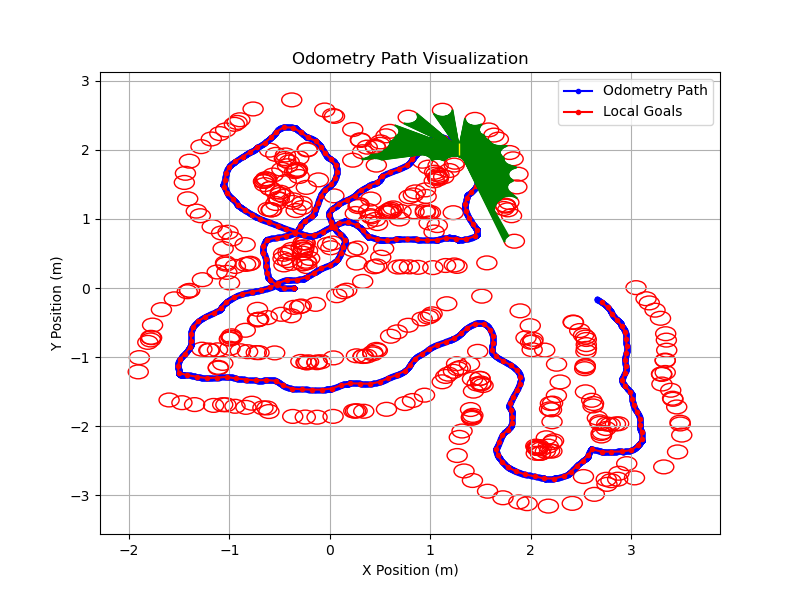 Odometry Path Visualization
Odometry Path
Local Goals
3
2
1
0
−1
−2
−3
Y Position (m)
−2 −1 0 1 2 3
X Position (m)